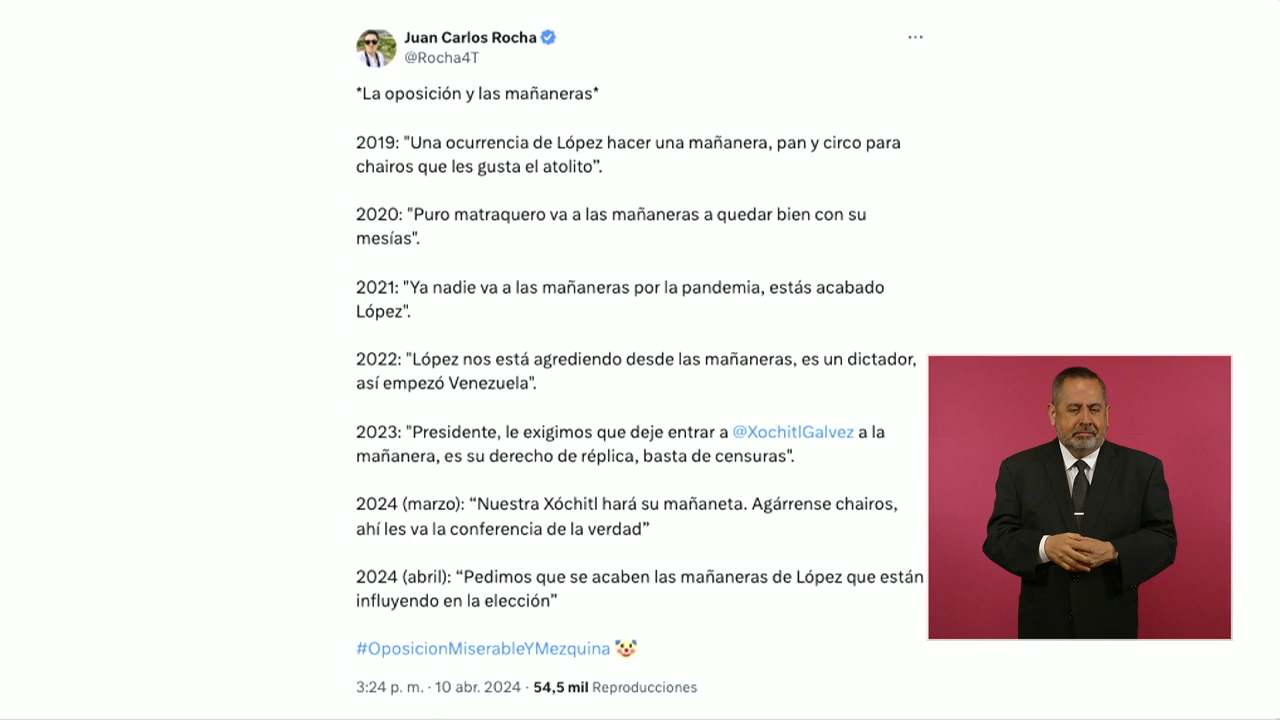 Juan Carlos Rocha
@Rocha4T
*La oposición y las mañaneras*
2019: "Una ocurrencia de López hacer una mañanera, pan y circo para
chairos que les gusta el atolito”.
2020: "Puro matraquero va a las mañaneras a quedar bien con su
mesías".
2021: "Ya nadie va a las mañaneras por la pandemia, estás acabado
López".
2022: "López nos está agrediendo desde las mañaneras, es un dictador,
así empezó Venezuela".
2023: "Presidente, le exigimos que deje entrar a @XochitlGalvez a la
mañanera, es su derecho de réplica, basta de censuras".
2024 (marzo): “Nuestra Xóchitl hará su mañaneta. Agárrense chairos,
ahí les va la conferencia de la verdad”
2024 (abril): “Pedimos que se acaben las mañaneras de López que están
influyendo en la elección”
#OposicionMiserableYMezquina 🤡
3:24 p. m. · 10 abr. 2024 · 54,5 mil Reproducciones